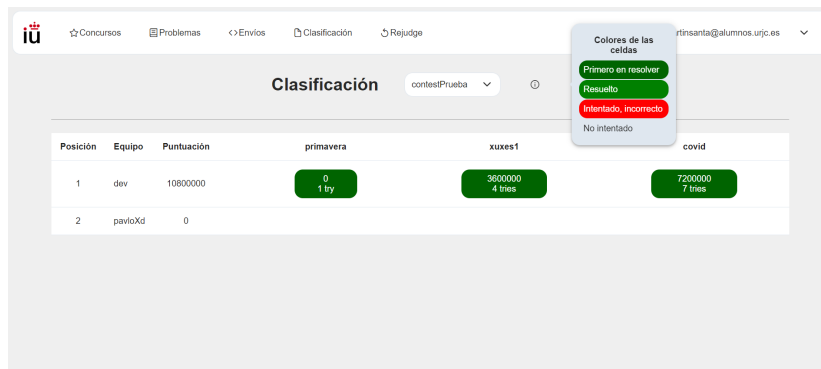 iü
Concursos Problemas <>Envíos Clasificación Rejudge
rtinsanta@alumnos.urjc.es
Colores de las
celdas
Primero en resolver
Resuelto
Intentado, incorrecto
No intentado
Clasificación contestPrueba
Posición Equipo Puntuación primavera xuxes1 covid
1 dev 10800000
0
1 try
3600000
4 tries
7200000
7 tries
2 pavloXd 0